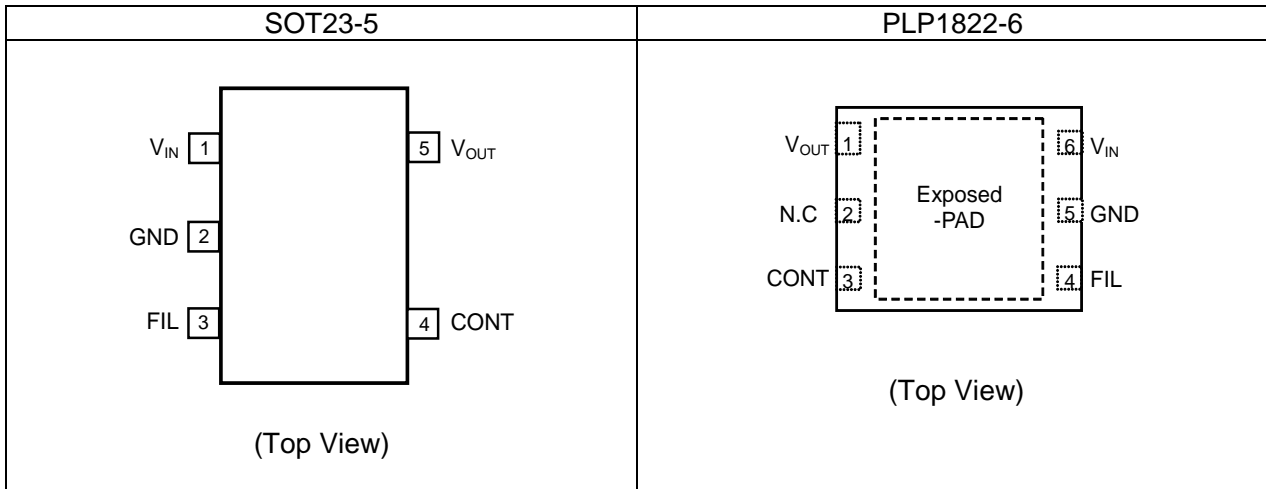 SOT23-5
PLP1822-6
VIN 1
5 VOUT
GND 2
FIL 3
4 CONT
(Top View)
VOUT 1
6 VIN
N.C 2
Exposed
-PAD
5 GND
CONT 3
4 FIL
(Top View)